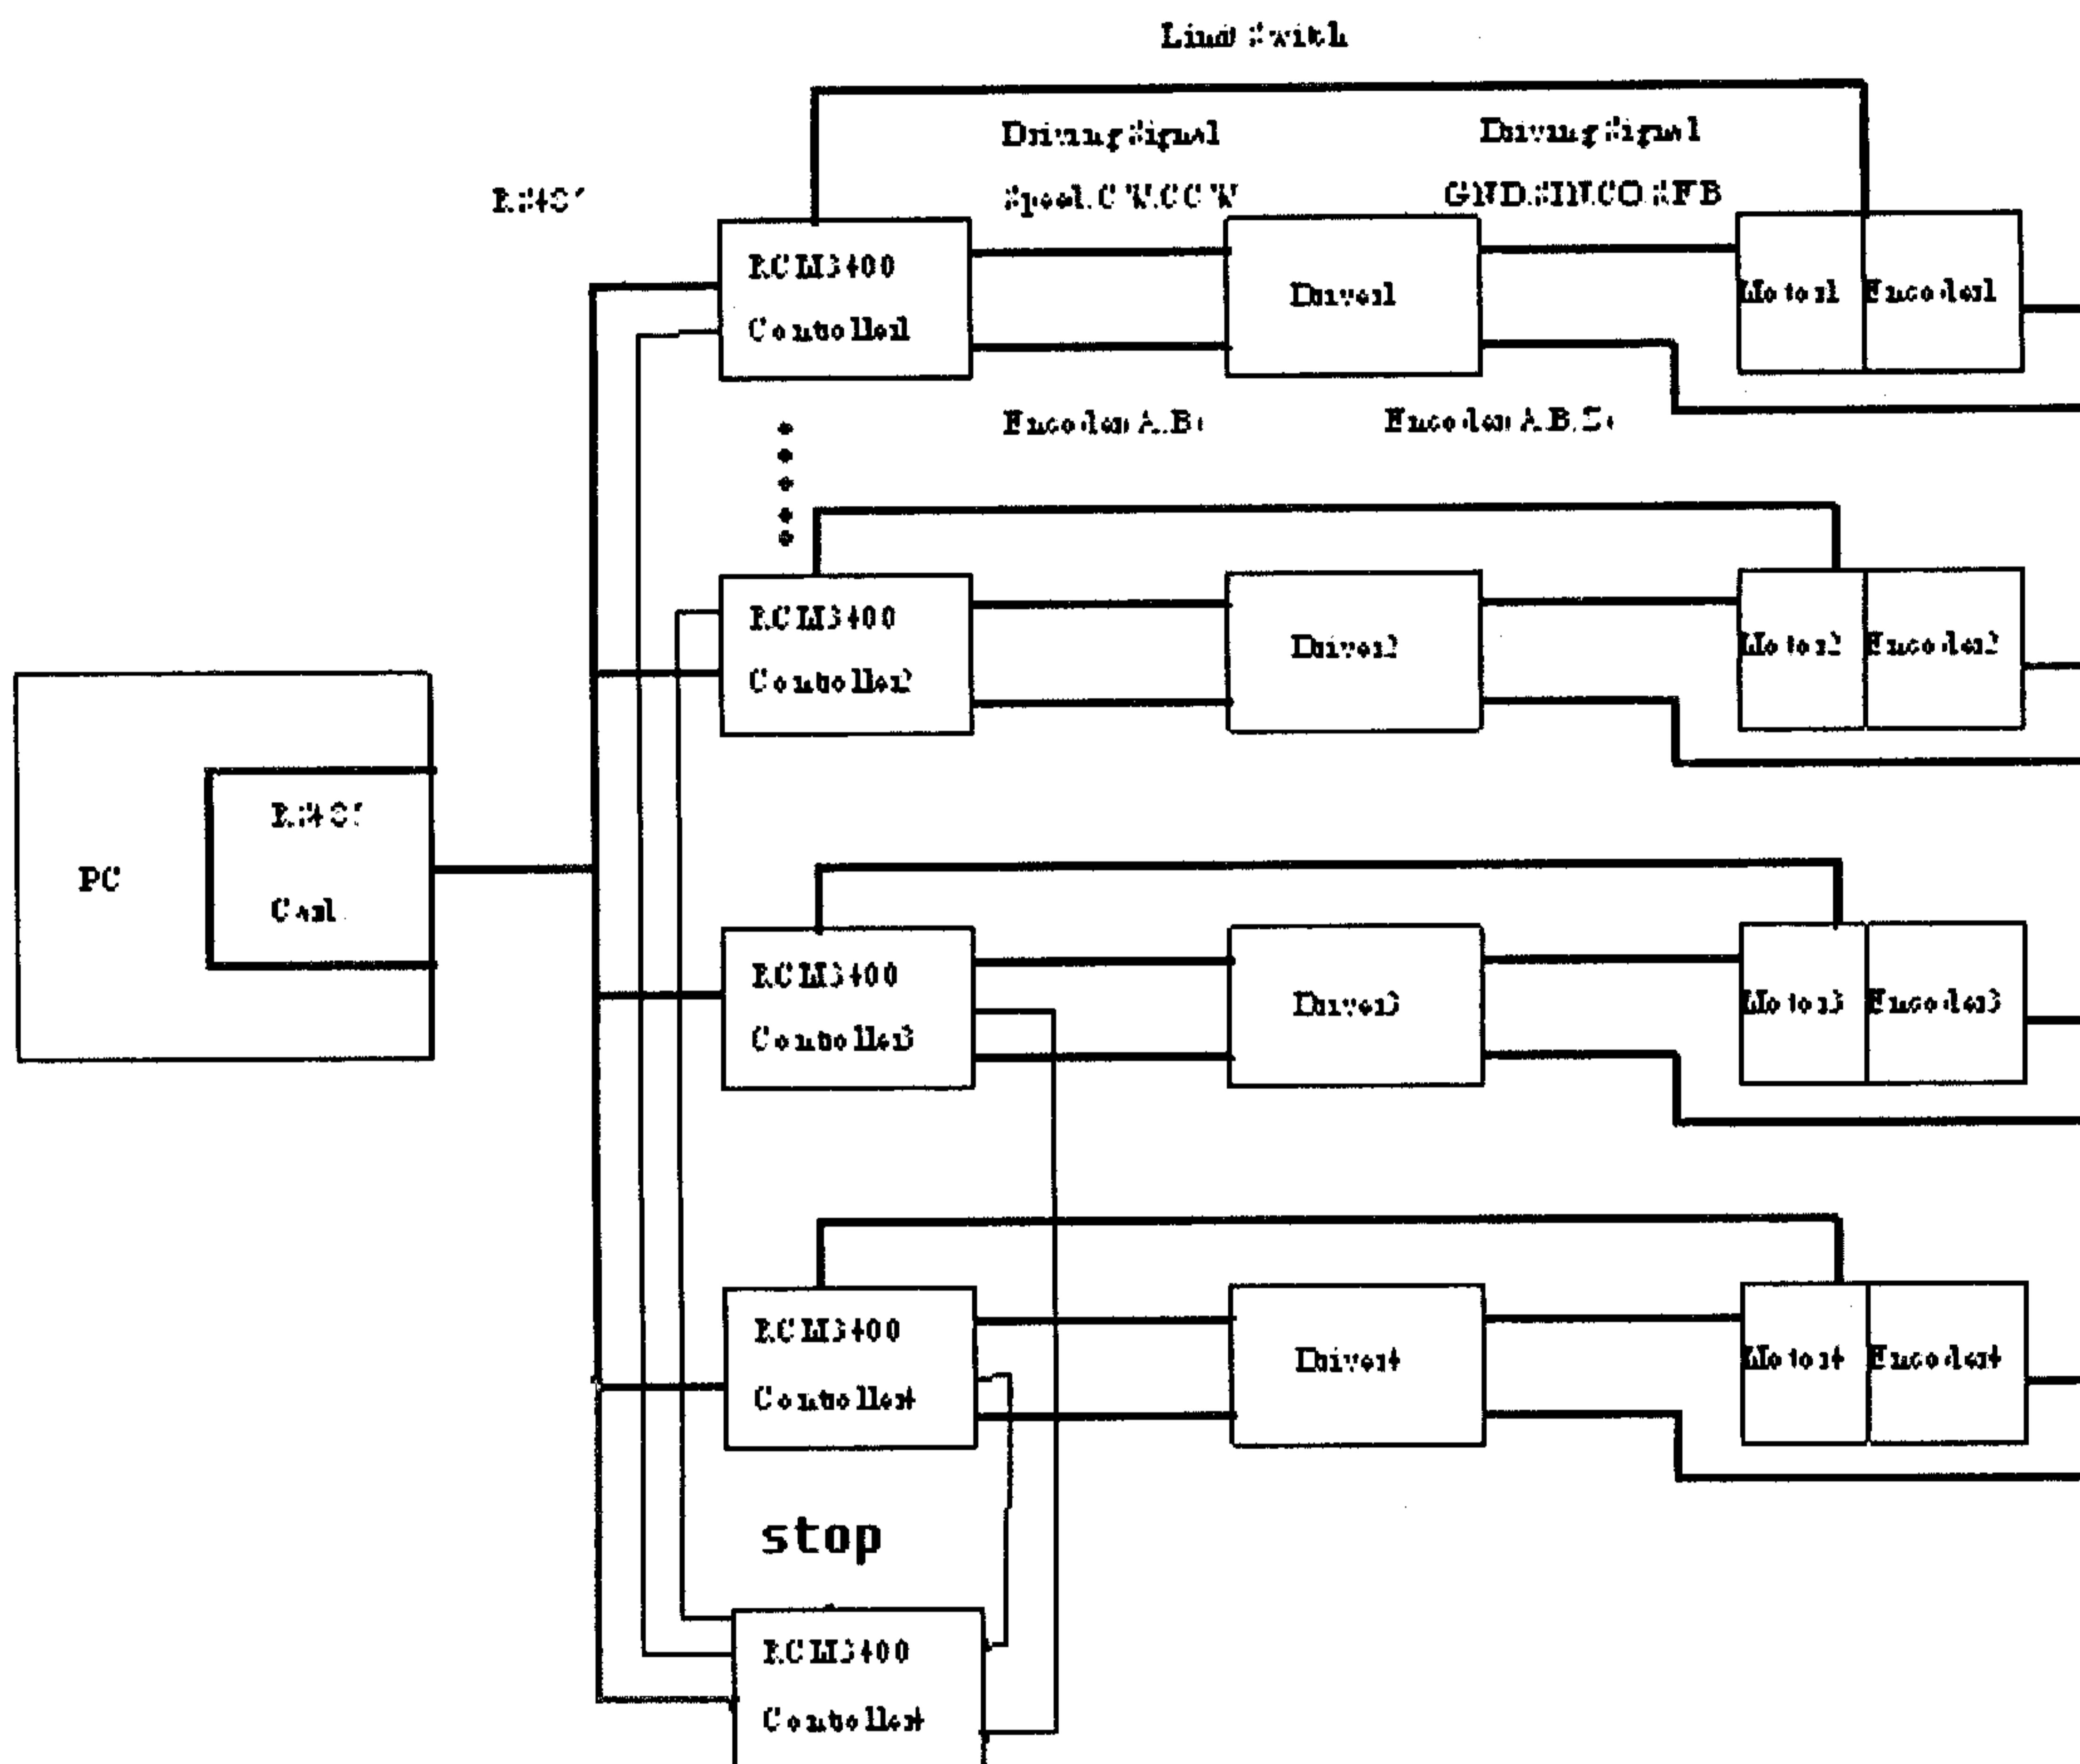 Limit Swith
Driving Signal
Driving Signal
RS485
Speed.CW.CCW
GND.SIN.COS.FB
RCM3400
Controller1
Driver1
Motor1
Encoder1
Encoder A.B
Encoder A.B.Z
RCM3400
Controller2
Driver2
Motor2
Encoder2
PC
RS485
Card
RCM3400
Controller3
Driver3
Motor3
Encoder3
RCM3400
Controller4
Driver4
Motor4
Encoder4
stop
RCM3400
Controller4